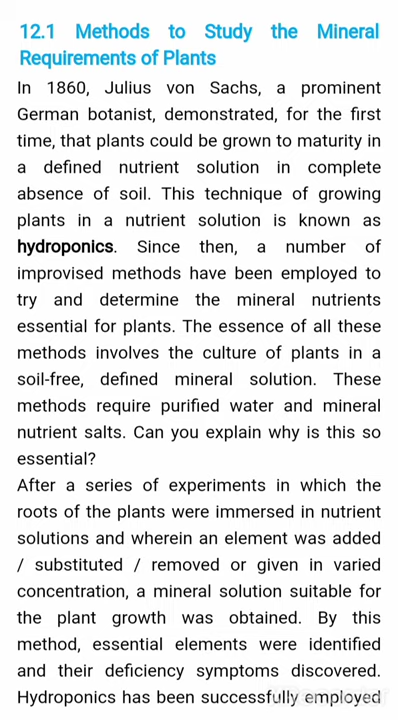 12.1 Methods to Study the Mineral
Requirements of Plants
In 1860, Julius von Sachs, a prominent
German botanist, demonstrated, for the first
time, that plants could be grown to maturity in
a defined nutrient solution in complete
absence of soil. This technique of growing
plants in a nutrient solution is known as
hydroponics. Since then, a number of
improvised methods have been employed to
try and determine the mineral nutrients
essential for plants. The essence of all these
methods involves the culture of plants in a
soil-free, defined mineral solution. These
methods require purified water and mineral
nutrient salts. Can you explain why is this so
essential?
After a series of experiments in which the
roots of the plants were immersed in nutrient
solutions and wherein an element was added
/ substituted / removed or given in varied
concentration, a mineral solution suitable for
the plant growth was obtained. By this
method, essential elements were identified
and their deficiency symptoms discovered.
Hydroponics has been successfully employed